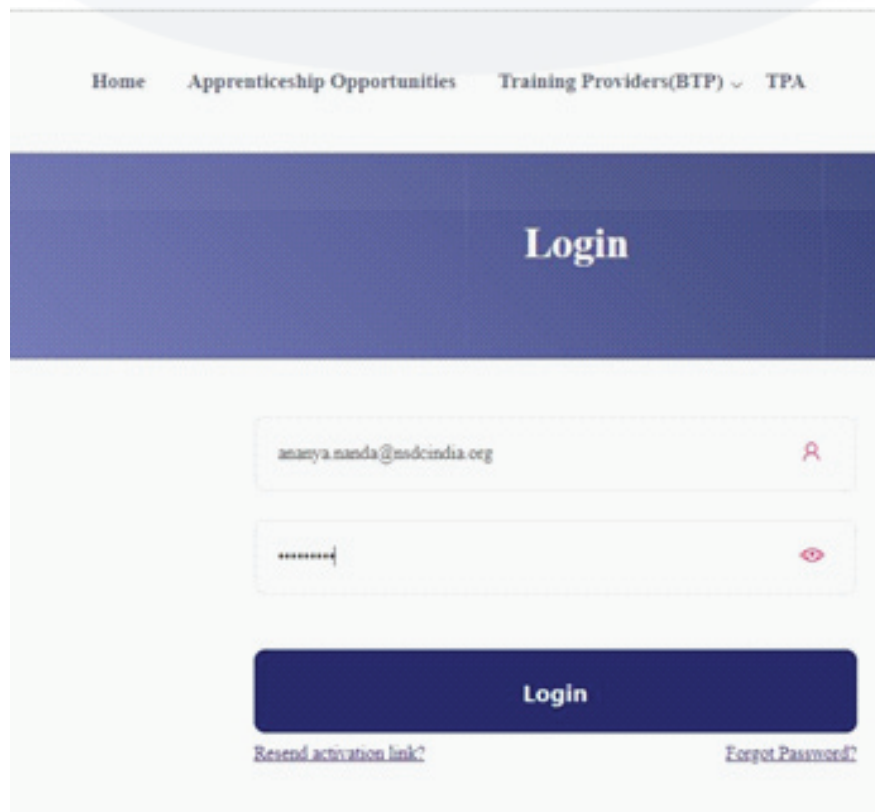 Home Apprenticeship Opportunities Training Providers(BTP) TPA
Login
ananya.nanda@nsdcindia.org
•••••••••
Login
Resend activation link? Forgot Password?